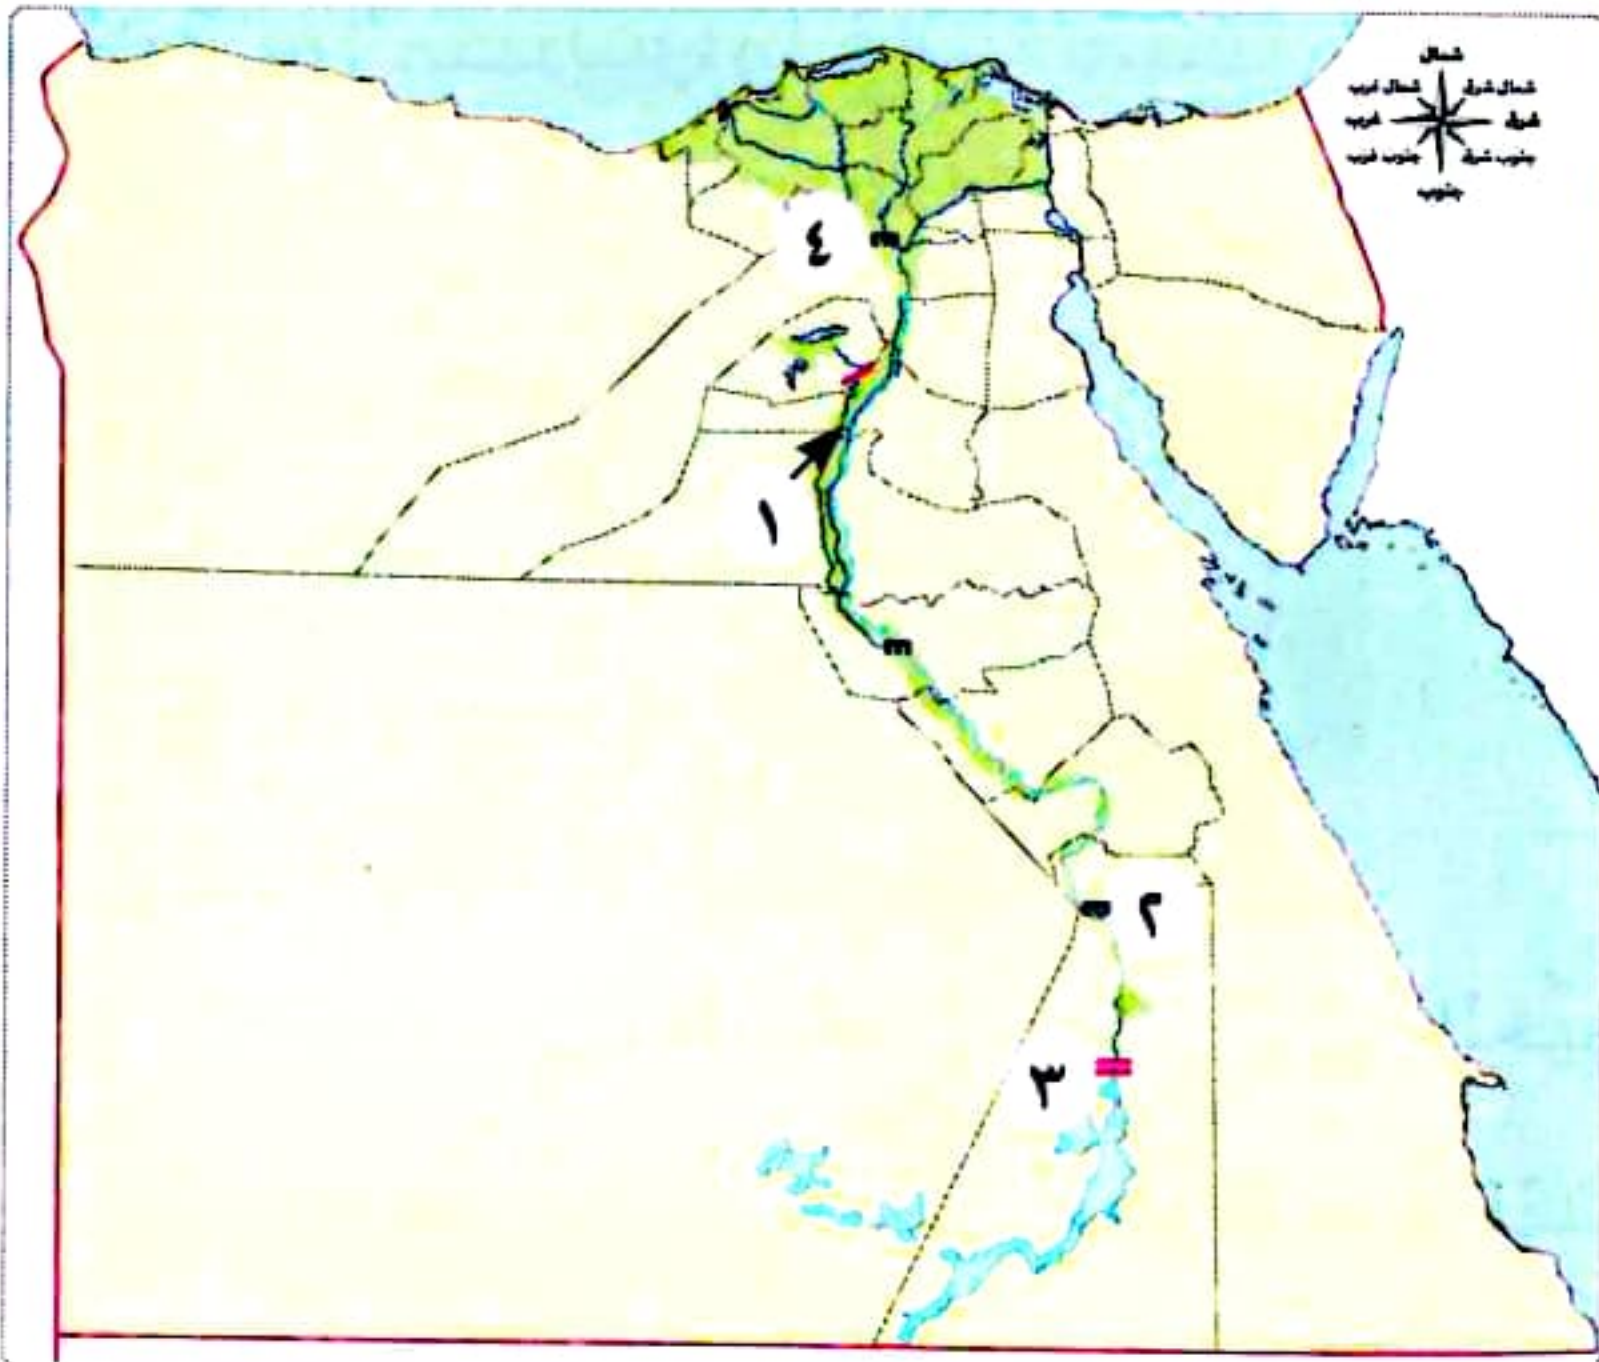 شمال
شمال غرب
شمال شرق
غرب
شرق
جنوب غرب
جنوب شرق
جنوب
٤
١
٢
٣